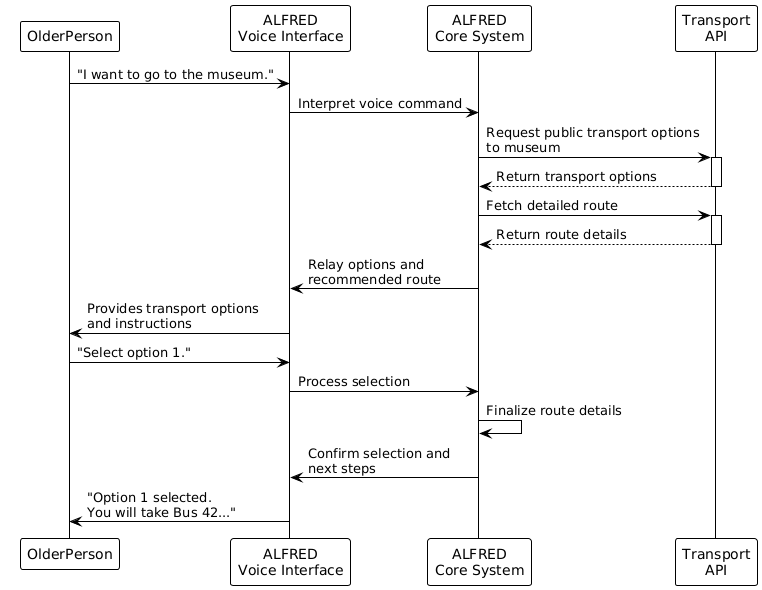 OlderPerson
ALFRED
Voice Interface
ALFRED
Core System
Transport
API
"I want to go to the museum."
Interpret voice command
Request public transport options
to museum
Return transport options
Fetch detailed route
Return route details
Relay options and
recommended route
Provides transport options
and instructions
"Select option 1."
Process selection
Finalize route details
Confirm selection and
next steps
"Option 1 selected.
You will take Bus 42..."
OlderPerson
ALFRED
Voice Interface
ALFRED
Core System
Transport
API